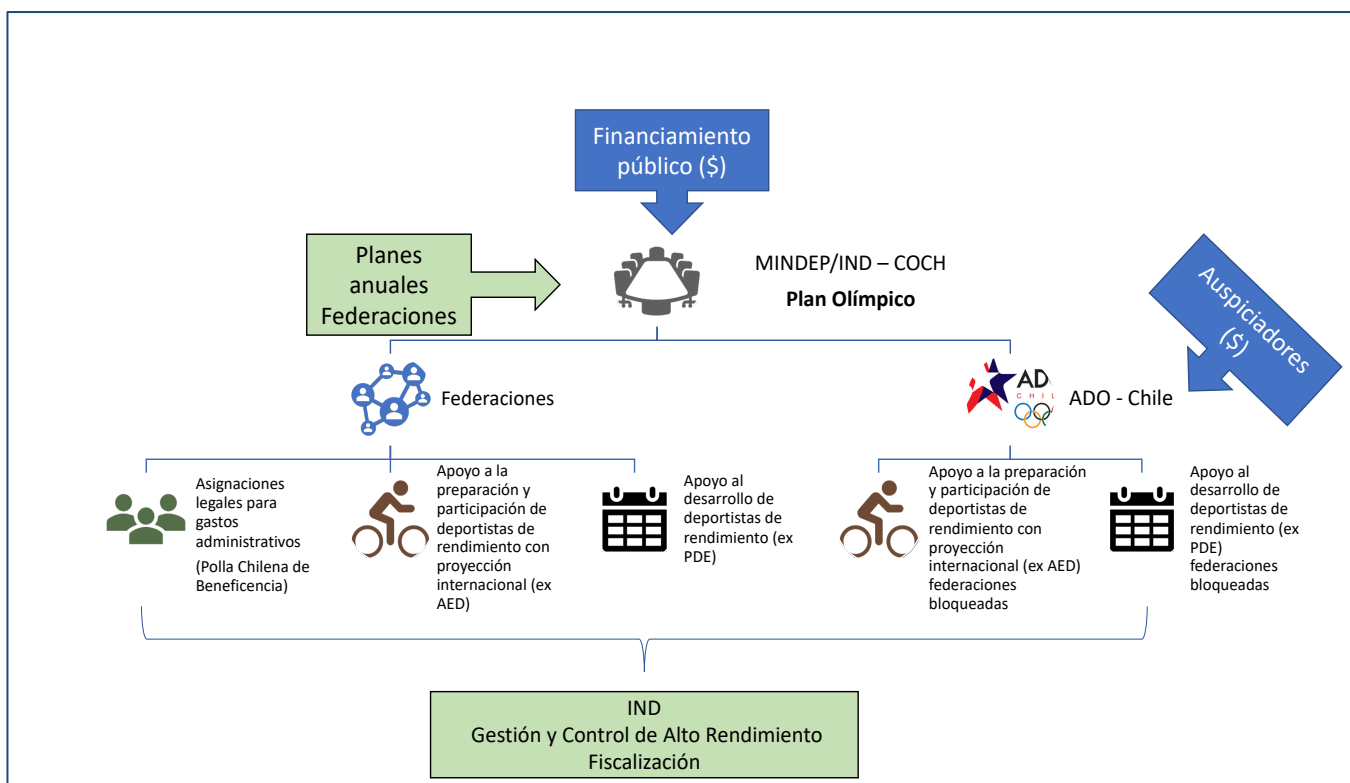 Financiamiento
público ($)
Planes
anuales
Federaciones
MINDEP/IND – COCH
Plan Olímpico
Auspiciadores
($)
Federaciones
AD
CHIL
ADO - Chile
Asignaciones
legales para
gastos
administrativos
(Polla Chilena de
Beneficencia)
Apoyo a la
preparación y
participación de
deportistas de
rendimiento con
proyección
internacional (ex
AED)
Apoyo al
desarrollo de
deportistas de
rendimiento (ex
PDE)
Apoyo a la preparación
y participación de
deportistas de
rendimiento con
proyección
internacional (ex AED)
federaciones
bloqueadas
Apoyo al
desarrollo de
deportistas de
rendimiento (ex
PDE)
federaciones
bloqueadas
IND
Gestión y Control de Alto Rendimiento
Fiscalización